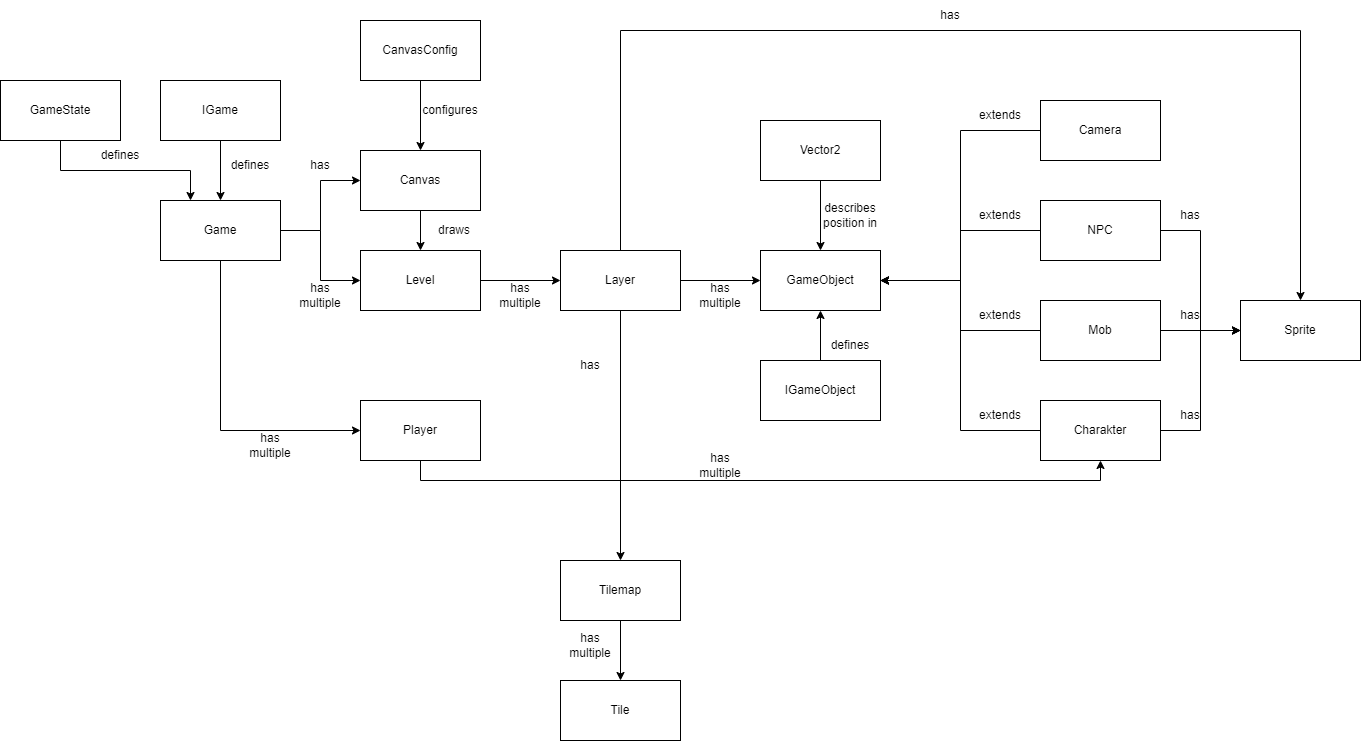 has
CanvasConfig
GameState
IGame
configures
extends
Camera
Vector2
defines
defines
has
Canvas
describes
position in
extends
NPC
has
Game
draws
Level
Layer
GameObject
has
multiple
has
multiple
has
multiple
extends
Mob
has
Sprite
defines
has
IGameObject
extends
Charakter
has
Player
has
multiple
has
multiple
Tilemap
has
multiple
Tile